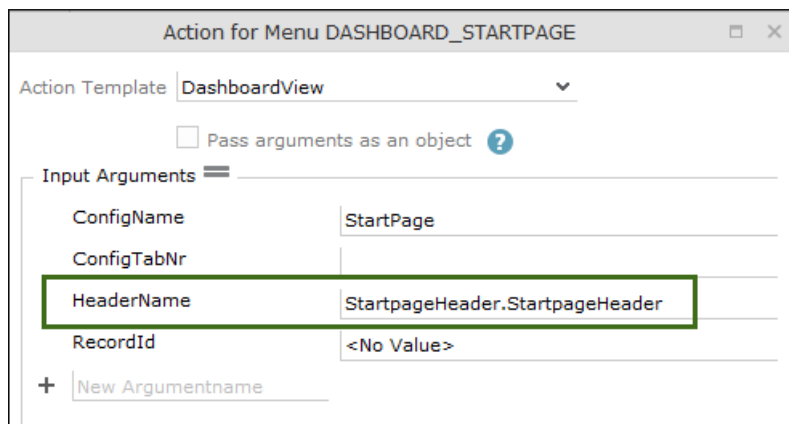 Action for Menu DASHBOARD_STARTPAGE
Action Template DashboardView
Pass arguments as an object ?
Input Arguments
ConfigName StartPage
ConfigTabNr
HeaderName StartpageHeader.StartpageHeader
RecordId <No Value>
+ New Argumentname